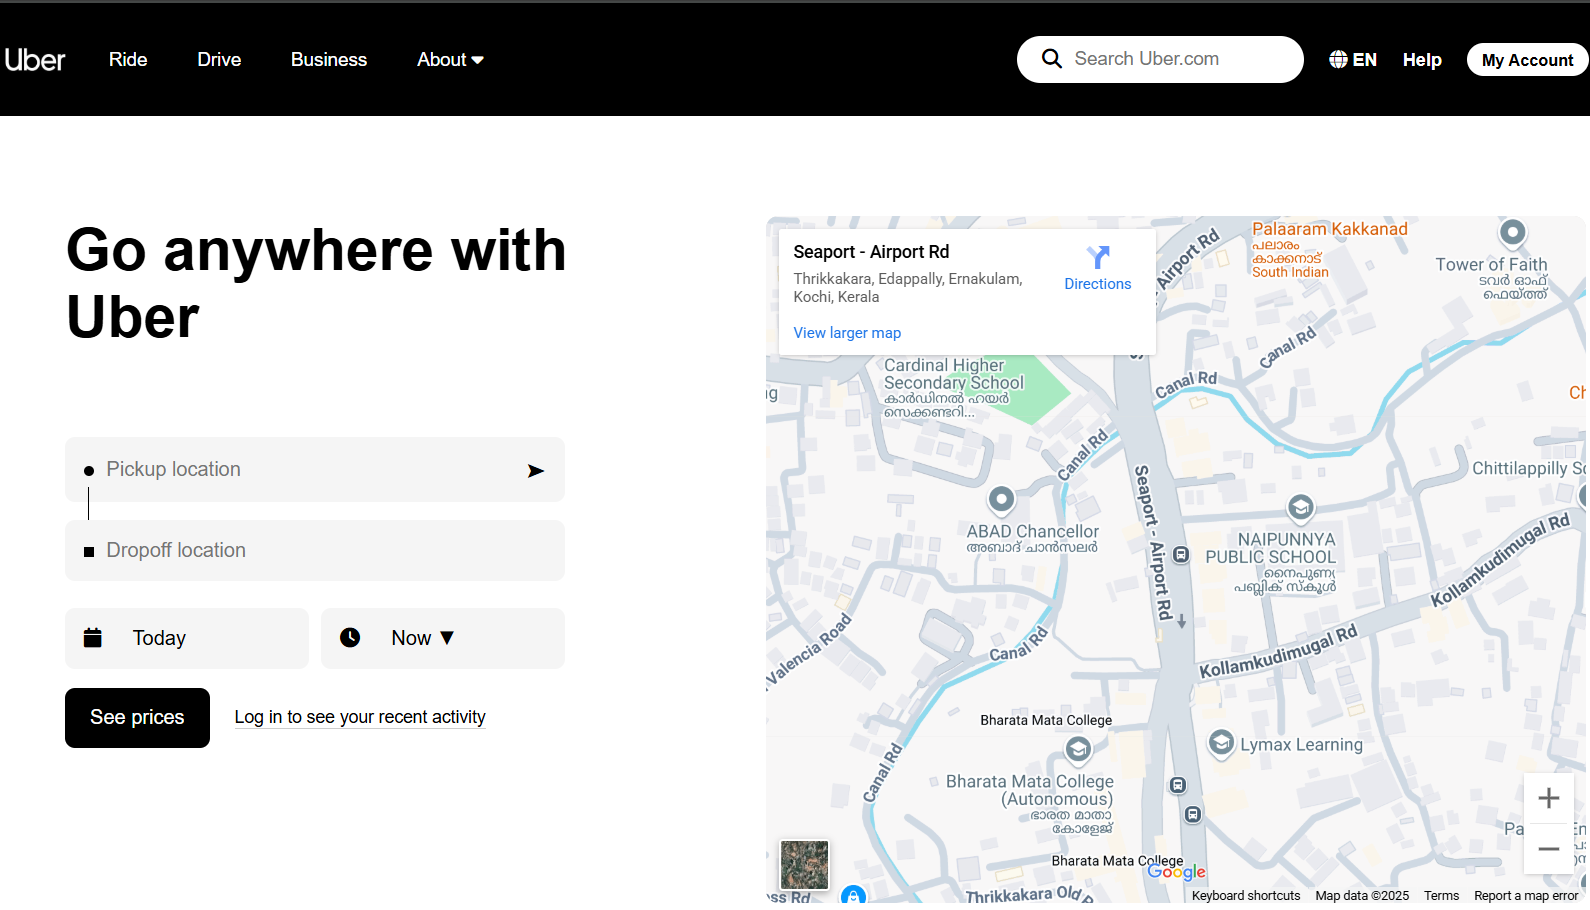 Uber
Ride
Drive
Business
About
Search Uber.com
EN
Help
My Account
Go anywhere with
Uber
Pickup location
Dropoff location
Today
Now
See prices
Log in to see your recent activity
Seaport - Airport Rd
Thrikkakara, Edappally, Ernakulam,
Kochi, Kerala
Directions
View larger map
Airport Rd
Palaaram Kakkanad
പലാരം
കാക്കനാട്
South Indian
Tower of Faith
ടവർ ഓഫ്
ഫെയ്ത്ത്
Canal Rd
Cardinal Higher
Secondary School
കാർഡിനൽ ഹയർ
സെക്കണ്ടറി...
Canal Rd
Canal Rd
Chittilappilly
Seaport - Airport Rd
ABAD Chancellor
അബാദ് ചാൻസലർ
NAIPUNNYA
PUBLIC SCHOOL
നൈപുണ്യ
പബ്ലിക് സ്കൂൾ
Kollamkudimugal Rd
Valencia Road
Canal Rd
Kollamkudimugal Rd
Bharata Mata College
Lymax Learning
Canal Rd
Bharata Mata College
(Autonomous)
ഭാരത മാതാ
കോളേജ്
Bharata Mata College
Google
Thrikkakara Old
Keyboard shortcuts
Map data ©2025
Terms
Report a map error